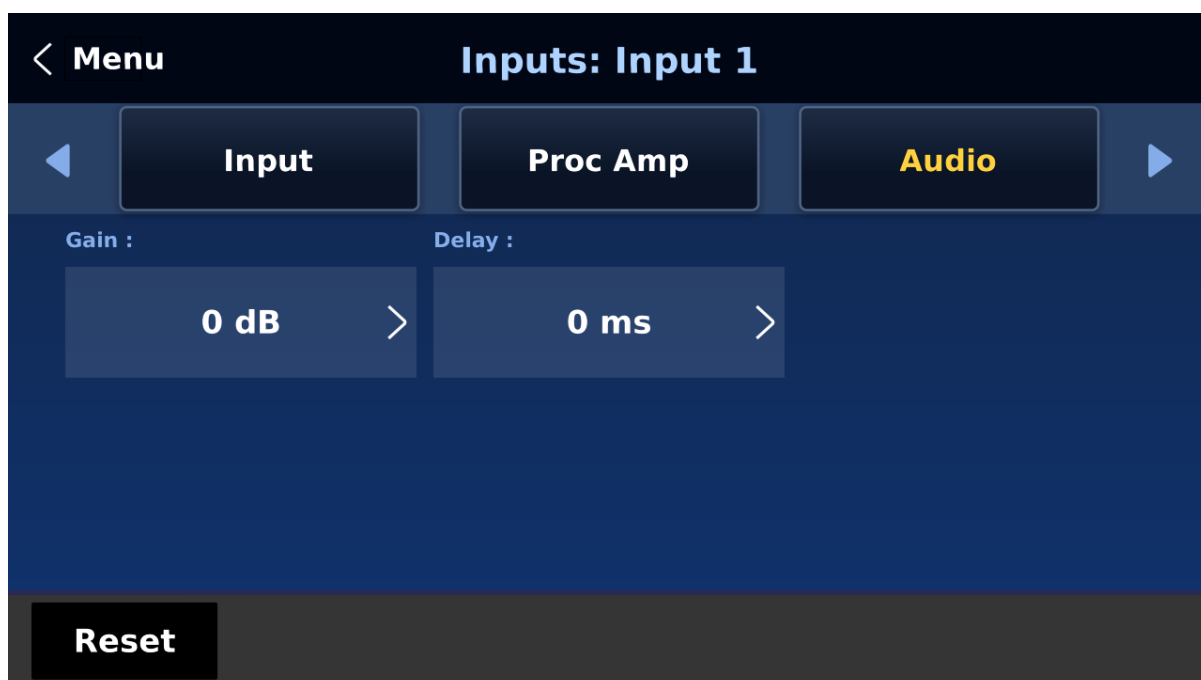 Menu
Inputs: Input 1
Input
Proc Amp
Audio
Gain :
Delay :
0 dB
0 ms
Reset